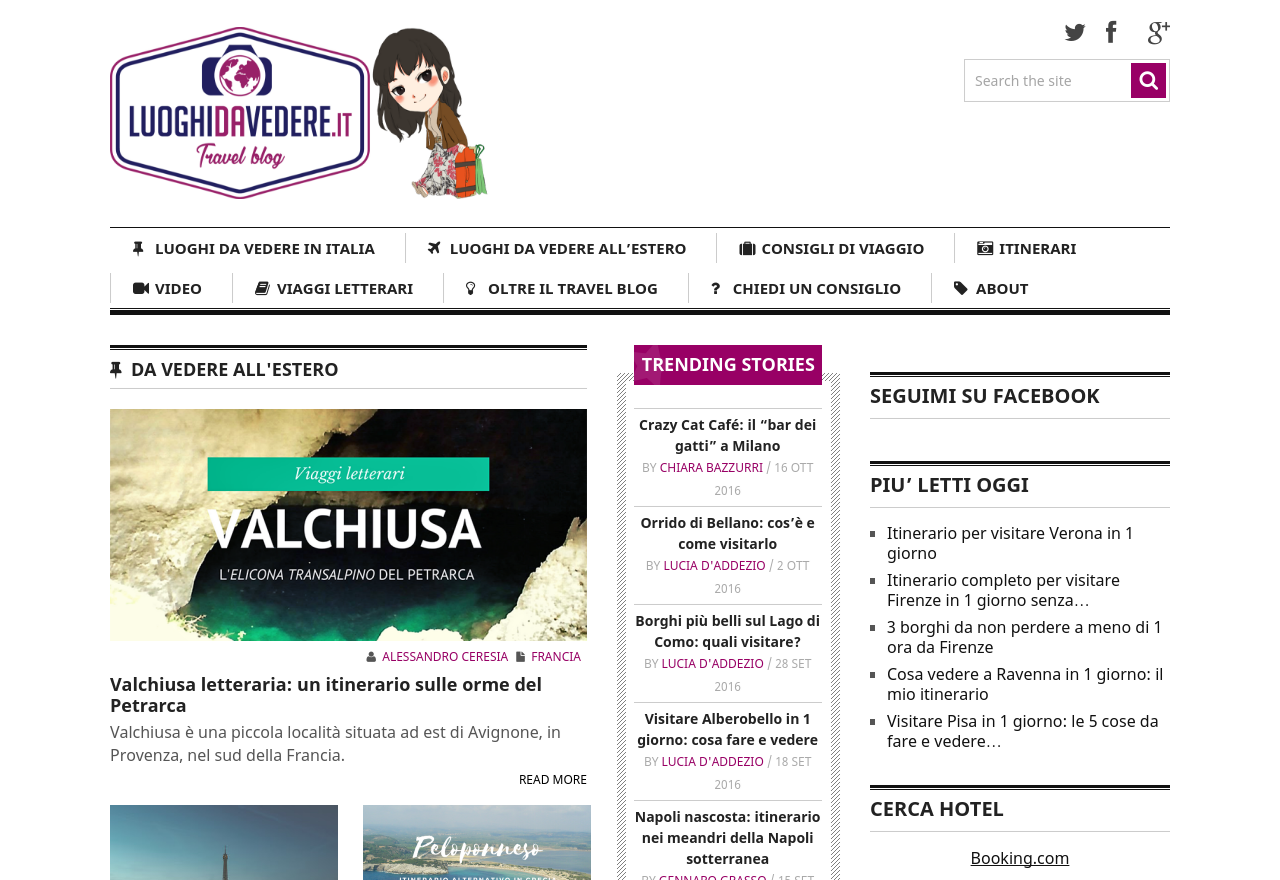 LUOGHIDAVEDERE.IT
Travel blog
Search the site
LUOGHI DA VEDERE IN ITALIA
LUOGHI DA VEDERE ALL’ESTERO
CONSIGLI DI VIAGGIO
ITINERARI
VIDEO
VIAGGI LETTERARI
OLTRE IL TRAVEL BLOG
CHIEDI UN CONSIGLIO
ABOUT
DA VEDERE ALL'ESTERO
Viaggi letterari
VALCHIUSA
L'ELICONA TRANSALPINO DEL PETRARCA
ALESSANDRO CERESIA FRANCIA
Valchiusa letteraria: un itinerario sulle orme del
Petrarca
Valchiusa è una piccola località situata ad est di Avignone, in
Provenza, nel sud della Francia.
READ MORE
Peloponneso
ITINERARIO ALTERNATIVO IN GRECIA
TRENDING STORIES
Crazy Cat Café: il “bar dei
gatti” a Milano
BY CHIARA BAZZURRI / 16 OTT
2016
Orrido di Bellano: cos’è e
come visitarlo
BY LUCIA D'ADDEZIO / 2 OTT
2016
Borghi più belli sul Lago di
Como: quali visitare?
BY LUCIA D'ADDEZIO / 28 SET
2016
Visitare Alberobello in 1
giorno: cosa fare e vedere
BY LUCIA D'ADDEZIO / 18 SET
2016
Napoli nascosta: itinerario
nei meandri della Napoli
sotterranea
BY GENNARO GRASSO / 15 SET
SEGUIMI SU FACEBOOK
PIU’ LETTI OGGI
Itinerario per visitare Verona in 1
giorno
Itinerario completo per visitare
Firenze in 1 giorno senza…
3 borghi da non perdere a meno di 1
ora da Firenze
Cosa vedere a Ravenna in 1 giorno: il
mio itinerario
Visitare Pisa in 1 giorno: le 5 cose da
fare e vedere…
CERCA HOTEL
Booking.com